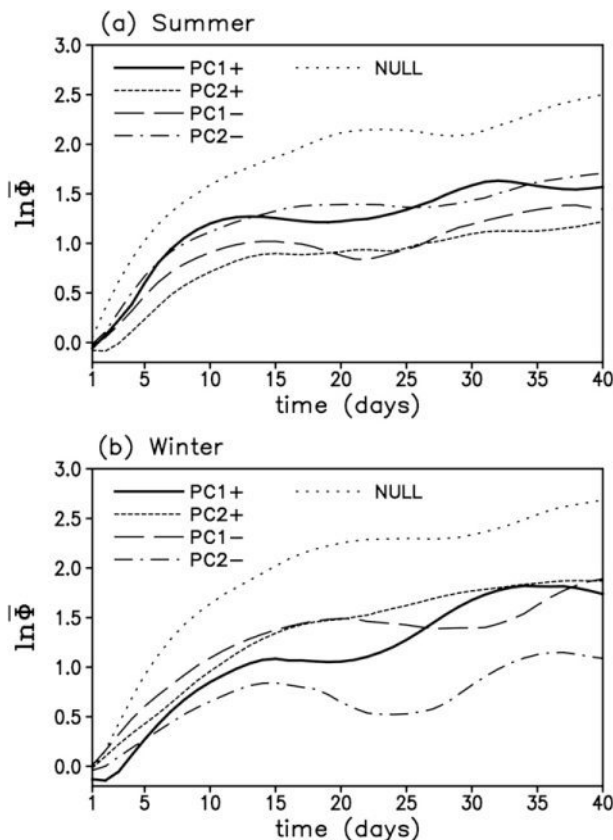 (a) Summer
3.0
PC1+ NULL
PC2+
2.5
PC1−
PC2−
2.0
ln Φ̅
1.5
1.0
0.5
0.0
1 5 10 15 20 25 30 35 40
time (days)
(b) Winter
3.0
PC1+ NULL
PC2+
2.5
PC1−
PC2−
2.0
ln Φ̅
1.5
1.0
0.5
0.0
1 5 10 15 20 25 30 35 40
time (days)